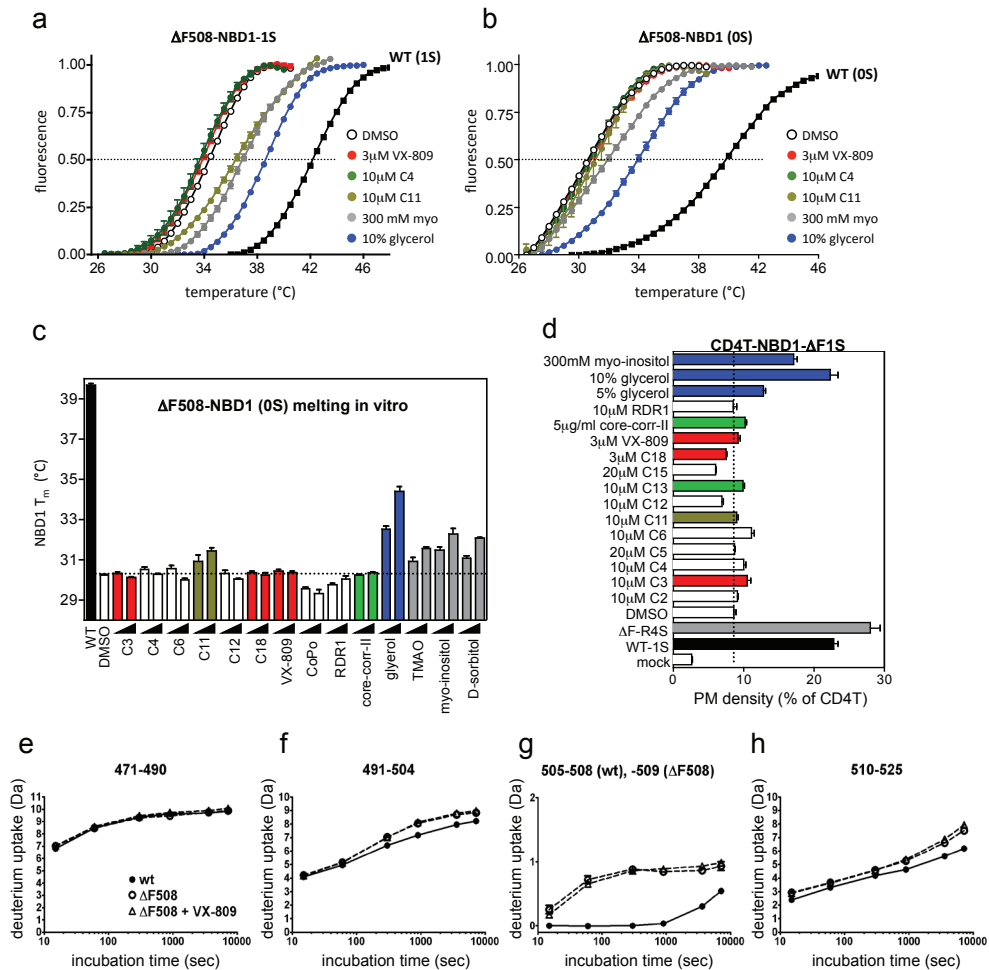 a
ΔF508-NBD1-1S
WT (1S)
1.00
0.75
0.50
0.25
0.00
fluorescence
DMSO
3μM VX-809
10μM C4
10μM C11
300 mM myo
10% glycerol
26 30 34 38 42 46
temperature (°C)
b
ΔF508-NBD1 (0S)
WT (0S)
1.00
0.75
0.50
0.25
0.00
fluorescence
DMSO
3μM VX-809
10μM C4
10μM C11
300 mM myo
10% glycerol
26 30 34 38 42 46
temperature (°C)
c
ΔF508-NBD1 (0S) melting in vitro
NBD1 Tm (°C)
39
37
35
33
31
29
WT
DMSO
C3
C4
C6
C11
C12
C18
VX-809
CoPo
RDR1
core-corr-II
glyerol
TMAO
myo-inositol
D-sorbitol
d
CD4T-NBD1-ΔF1S
300mM myo-inositol
10% glycerol
5% glycerol
10μM RDR1
5μg/ml core-corr-II
3μM VX-809
3μM C18
20μM C15
10μM C13
10μM C12
10μM C11
10μM C6
20μM C5
10μM C4
10μM C3
10μM C2
DMSO
ΔF-R4S
WT-1S
mock
0 10 20 30
PM density (% of CD4T)
e
471-490
deuterium uptake (Da)
10
9
8
7
6
5
4
3
2
1
0
wt
ΔF508
ΔF508 + VX-809
10 100 1000 10000
incubation time (sec)
f
491-504
deuterium uptake (Da)
10
9
8
7
6
5
4
3
2
1
0
10 100 1000 10000
incubation time (sec)
g
505-508 (wt), -509 (ΔF508)
deuterium uptake (Da)
2
1
0
10 100 1000 10000
incubation time (sec)
h
510-525
deuterium uptake (Da)
10
9
8
7
6
5
4
3
2
1
0
10 100 1000 10000
incubation time (sec)